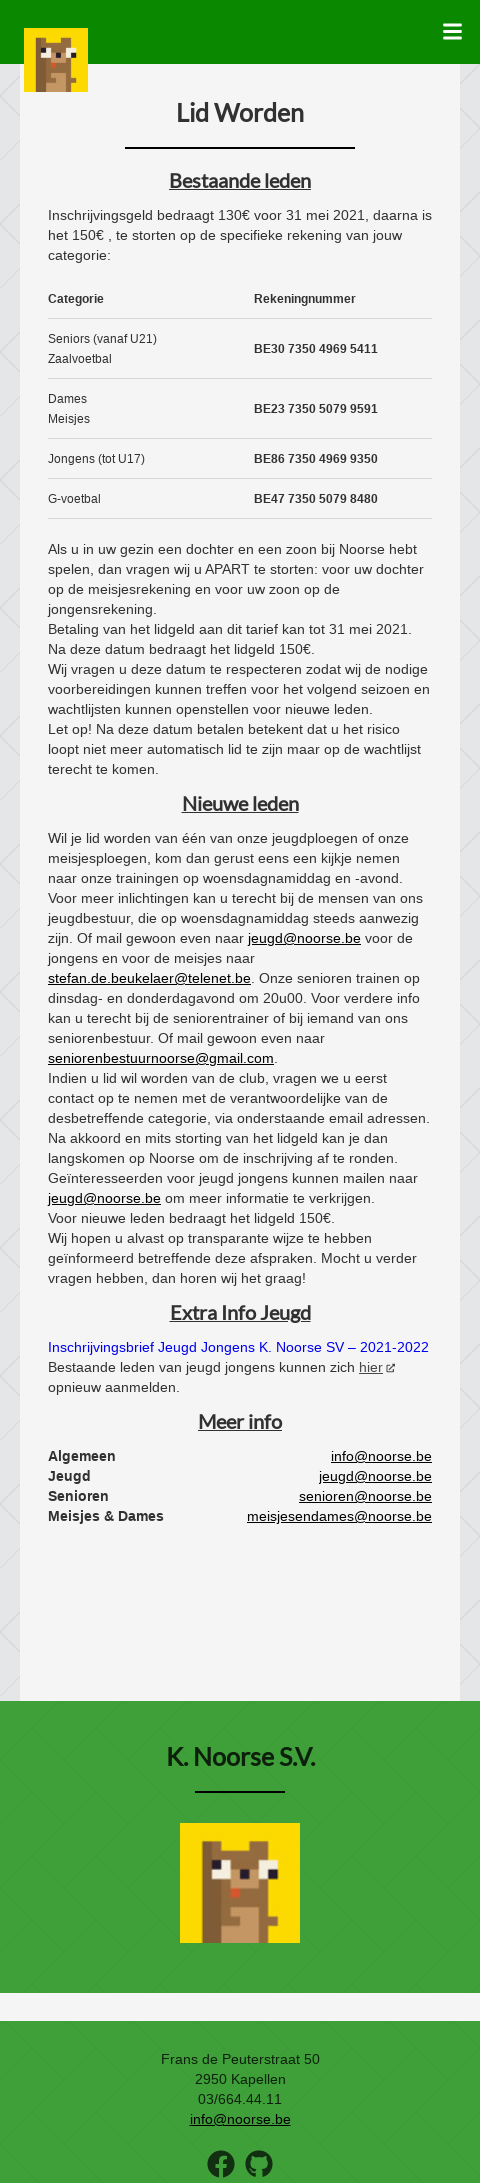 Lid Worden
Bestaande leden
Inschrijvingsgeld bedraagt 130€ voor 31 mei 2021, daarna is
het 150€ , te storten op de specifieke rekening van jouw
categorie:
Categorie Rekeningnummer
Seniors (vanaf U21)
Zaalvoetbal
BE30 7350 4969 5411
Dames
Meisjes
BE23 7350 5079 9591
Jongens (tot U17) BE86 7350 4969 9350
G-voetbal BE47 7350 5079 8480
Als u in uw gezin een dochter en een zoon bij Noorse hebt
spelen, dan vragen wij u APART te storten: voor uw dochter
op de meisjesrekening en voor uw zoon op de
jongensrekening.
Betaling van het lidgeld aan dit tarief kan tot 31 mei 2021.
Na deze datum bedraagt het lidgeld 150€.
Wij vragen u deze datum te respecteren zodat wij de nodige
voorbereidingen kunnen treffen voor het volgend seizoen en
wachtlijsten kunnen openstellen voor nieuwe leden.
Let op! Na deze datum betalen betekent dat u het risico
loopt niet meer automatisch lid te zijn maar op de wachtlijst
terecht te komen.
Nieuwe leden
Wil je lid worden van één van onze jeugdploegen of onze
meisjesploegen, kom dan gerust eens een kijkje nemen
naar onze trainingen op woensdagnamiddag en -avond.
Voor meer inlichtingen kan u terecht bij de mensen van ons
jeugdbestuur, die op woensdagmiddag steeds aanwezig
zijn. Of mail gewoon even naar jeugd@noorse.be voor de
jongens en voor de meisjes naar
stefan.de.beukelaer@telenet.be. Onze senioren trainen op
dinsdag- en donderdagavond om 20u00. Voor verdere info
kan u terecht bij de seniorentrainer of bij iemand van ons
seniorenbestuur. Of mail gewoon even naar
seniorenbestuurnoorse@gmail.com.
Indien u lid wil worden van de club, vragen we u eerst
contact op te nemen met de verantwoordelijke van de
desbetreffende categorie, via onderstaande email adressen.
Na akkoord en mits storting van het lidgeld kan je dan
langskomen op Noorse om de inschrijving af te ronden.
Geïnteresseerden voor jeugd jongens kunnen mailen naar
jeugd@noorse.be om meer informatie te verkrijgen.
Voor nieuwe leden bedraagt het lidgeld 150€.
Wij hopen u alvast op transparante wijze te hebben
geïnformeerd betreffende deze afspraken. Mocht u verder
vragen hebben, dan horen wij het graag!
Extra Info Jeugd
Inschrijvingsbrief Jeugd Jongens K. Noorse SV – 2021-2022
Bestaande leden van jeugd jongens kunnen zich hier
opnieuw aanmelden.
Meer info
Algemeen info@noorse.be
Jeugd jeugd@noorse.be
Senioren senioren@noorse.be
Meisjes & Dames meisjesendames@noorse.be
K. Noorse S.V.
Frans de Peuterstraat 50
2950 Kapellen
03/664.44.11
info@noorse.be